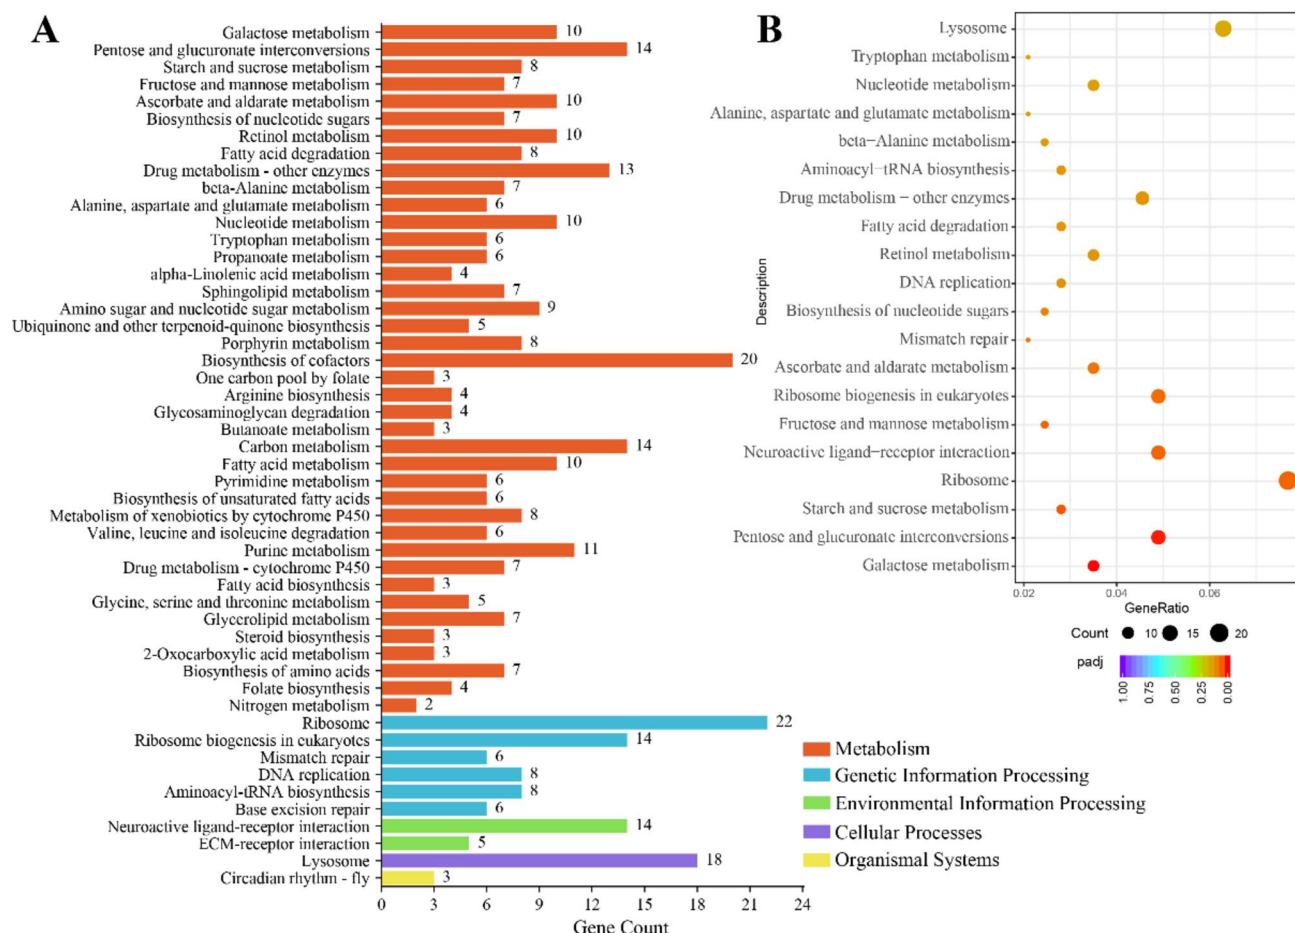 A
Galactose metabolism 10
Pentose and glucuronate interconversions 14
Starch and sucrose metabolism 8
Fructose and mannose metabolism 7
Ascorbate and aldarate metabolism 10
Biosynthesis of nucleotide sugars 7
Retinol metabolism 10
Fatty acid degradation 8
Drug metabolism - other enzymes 13
beta-Alanine metabolism 7
Alanine, aspartate and glutamate metabolism 6
Nucleotide metabolism 10
Tryptophan metabolism 6
Propanoate metabolism 6
alpha-Linolenic acid metabolism 4
Sphingolipid metabolism 7
Amino sugar and nucleotide sugar metabolism 9
Ubiquinone and other terpenoid-quinone biosynthesis 5
Porphyrin metabolism 8
Biosynthesis of cofactors 20
One carbon pool by folate 3
Arginine biosynthesis 4
Glycosaminoglycan degradation 4
Butanoate metabolism 3
Carbon metabolism 14
Fatty acid metabolism 10
Pyrimidine metabolism 6
Biosynthesis of unsaturated fatty acids 6
Metabolism of xenobiotics by cytochrome P450 8
Valine, leucine and isoleucine degradation 6
Purine metabolism 11
Drug metabolism - cytochrome P450 7
Fatty acid biosynthesis 3
Glycine, serine and threonine metabolism 5
Glycerolipid metabolism 7
Steroid biosynthesis 3
2-Oxocarboxylic acid metabolism 3
Biosynthesis of amino acids 7
Folate biosynthesis 4
Nitrogen metabolism 2
Ribosome 22
Ribosome biogenesis in eukaryotes 14
Mismatch repair 6
DNA replication 8
Aminoacyl-tRNA biosynthesis 8
Base excision repair 6
Neuroactive ligand-receptor interaction 14
ECM-receptor interaction 5
Lysosome 18
Circadian rhythm - fly 3
0 3 6 9 12 15 18 21 24
Gene Count
Metabolism
Genetic Information Processing
Environmental Information Processing
Cellular Processes
Organismal Systems
B
Description
Lysosome
Tryptophan metabolism
Nucleotide metabolism
Alanine, aspartate and glutamate metabolism
beta−Alanine metabolism
Aminoacyl−tRNA biosynthesis
Drug metabolism − other enzymes
Fatty acid degradation
Retinol metabolism
DNA replication
Biosynthesis of nucleotide sugars
Mismatch repair
Ascorbate and aldarate metabolism
Ribosome biogenesis in eukaryotes
Fructose and mannose metabolism
Neuroactive ligand−receptor interaction
Ribosome
Starch and sucrose metabolism
Pentose and glucuronate interconversions
Galactose metabolism
0.02 0.04 0.06
GeneRatio
Count 10 15 20
padj
1.00 0.75 0.50 0.25 0.00